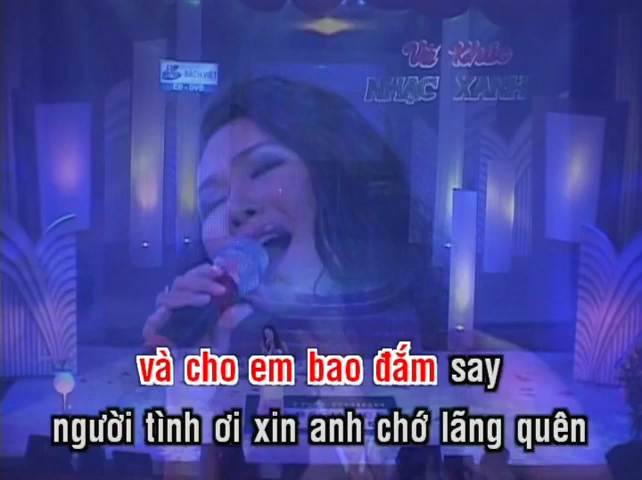 Vũ Khúc
NHẠC XANH
BÁCH VIỆT
CD - DVD
và cho em bao đắm say
người tình ơi xin anh chớ lãng quên